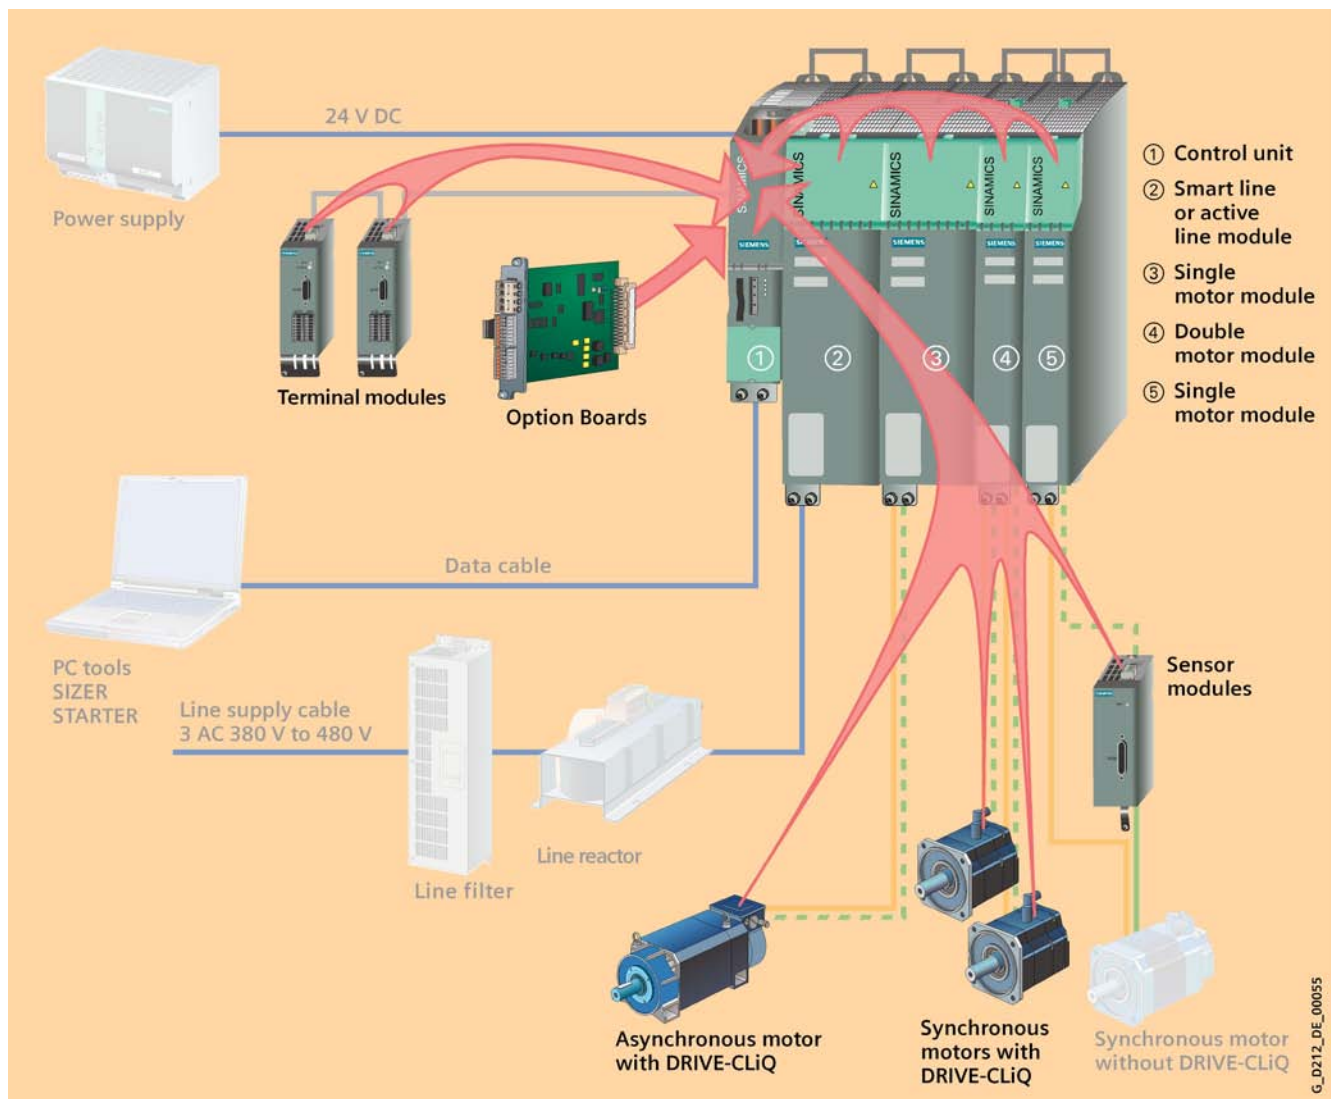 24 V DC
Power supply
SINAMICS
SINAMICS
SINAMICS
SINAMICS
SINAMICS
SIEMENS
SIEMENS
SIEMENS
SIEMENS
SIEMENS
① Control unit
② Smart line
or active
line module
③ Single
motor module
④ Double
motor module
⑤ Single
motor module
① ② ③ ④ ⑤
Terminal modules
Option Boards
Data cable
PC tools
SIZER
STARTER
Line supply cable
3 AC 380 V to 480 V
Line filter
Line reactor
Sensor
modules
Asynchronous motor
with DRIVE-CLiQ
Synchronous
motors with
DRIVE-CLiQ
Synchronous motor
without DRIVE-CLiQ
G_D212_DE_00055